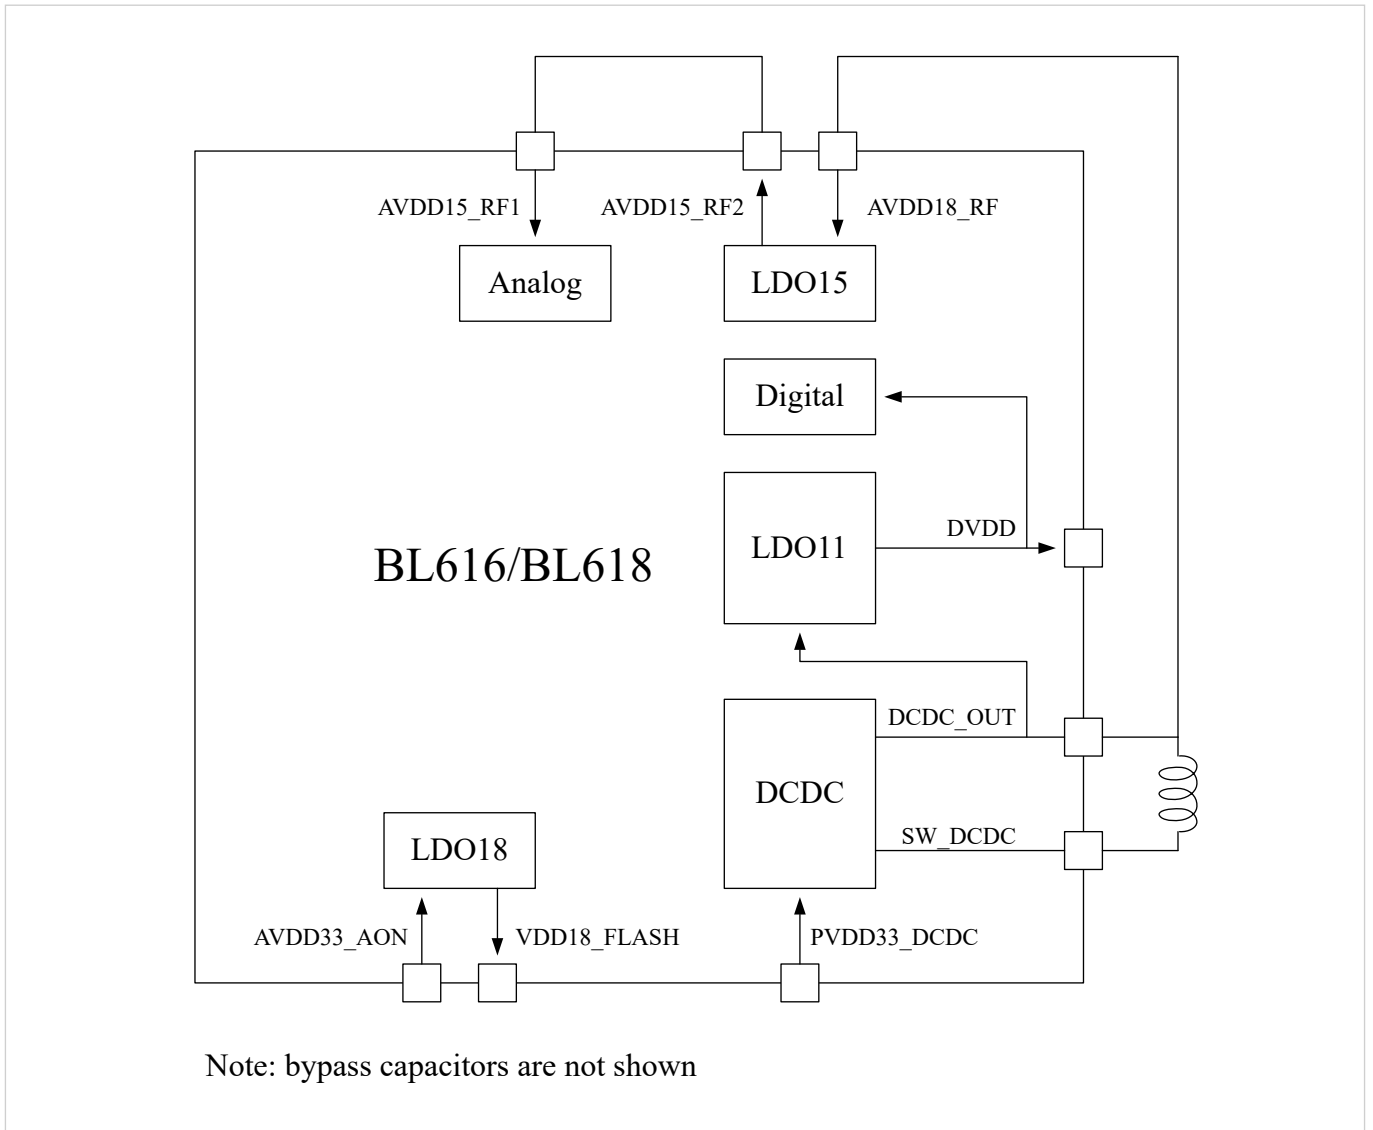 AVDD15_RF1
AVDD15_RF2
AVDD18_RF
Analog
LDO15
Digital
DVDD
LDO11
BL616/BL618
DCDC_OUT
DCDC
SW_DCDC
LDO18
AVDD33_AON
VDD18_FLASH
PVDD33_DCDC
Note: bypass capacitors are not shown